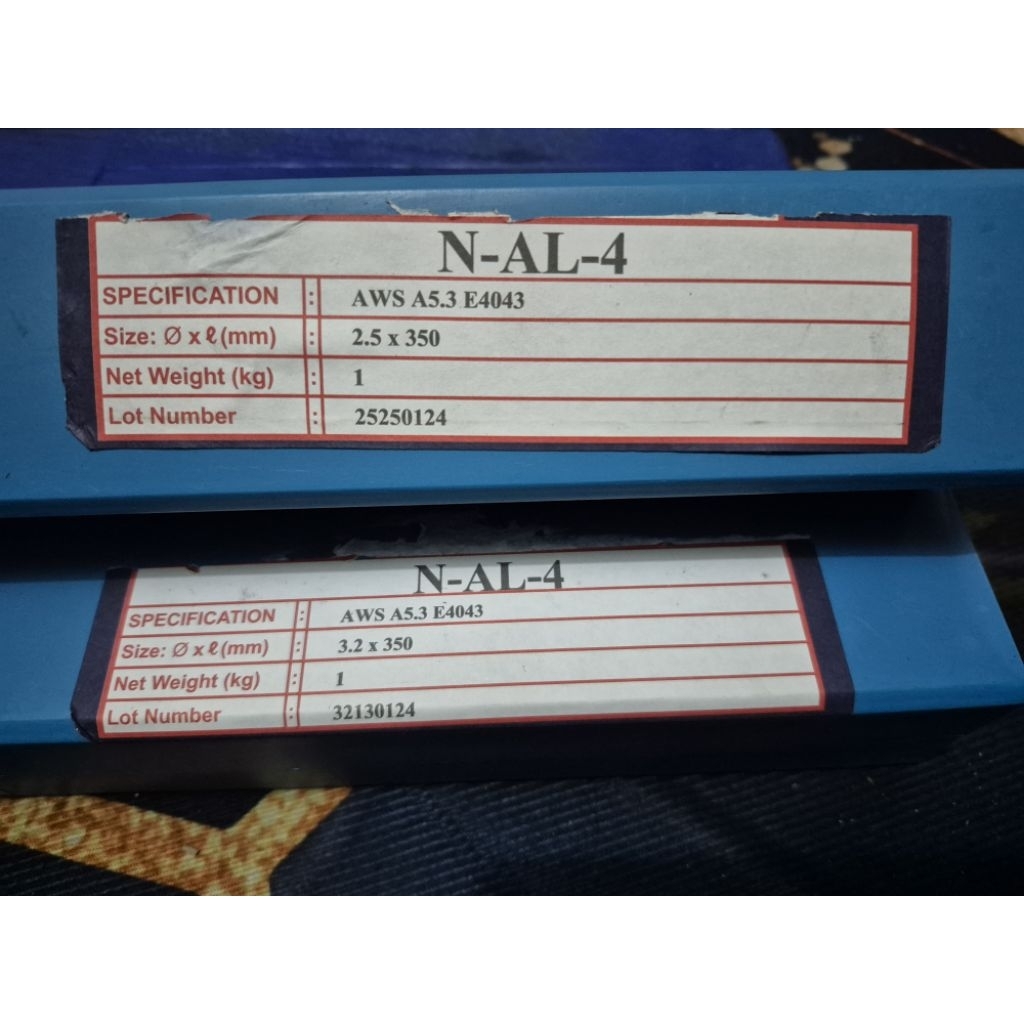 N-AL-4
SPECIFICATION : AWS A5.3 E4043
Size: Ø x ℓ (mm) : 2.5 x 350
Net Weight (kg) : 1
Lot Number : 25250124
N-AL-4
SPECIFICATION : AWS A5.3 E4043
Size: Ø x ℓ (mm) : 3.2 x 350
Net Weight (kg) : 1
Lot Number : 32130124